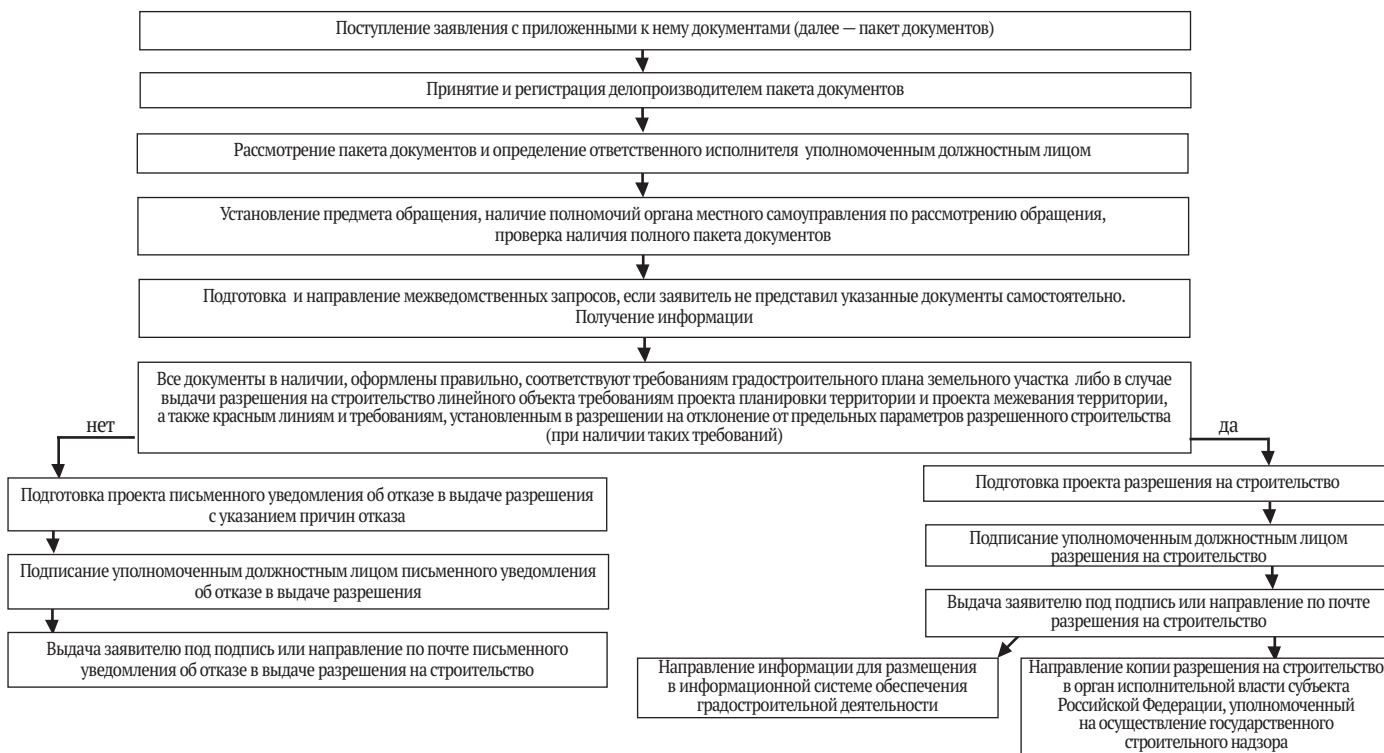 Поступление заявления с приложенными к нему документами (далее — пакет документов)
Принятие и регистрация делопроизводителем пакета документов
Рассмотрение пакета документов и определение ответственного исполнителя уполномоченным должностным лицом
Установление предмета обращения, наличие полномочий органа местного самоуправления по рассмотрению обращения,
проверка наличия полного пакета документов
Подготовка и направление межведомственных запросов, если заявитель не представил указанные документы самостоятельно.
Получение информации
Все документы в наличии, оформлены правильно, соответствуют требованиям градостроительного плана земельного участка либо в случае
выдачи разрешения на строительство линейного объекта требованиям проекта планировки территории и проекта межевания территории,
а также красным линиям и требованиям, установленным в разрешении на отклонение от предельных параметров разрешенного строительства
(при наличии таких требований)
нет
Подготовка проекта письменного уведомления об отказе в выдаче разрешения
с указанием причин отказа
Подписание уполномоченным должностным лицом письменного уведомления
об отказе в выдаче разрешения
Выдача заявителю под подпись или направление по почте письменного
уведомления об отказе в выдаче разрешения на строительство
да
Подготовка проекта разрешения на строительство
Подписание уполномоченным должностным лицом
разрешения на строительство
Выдача заявителю под подпись или направление по почте
разрешения на строительство
Направление информации для размещения
в информационной системе обеспечения
градостроительной деятельности
Направление копии разрешения на строительство
в орган исполнительной власти субъекта
Российской Федерации, уполномоченный
на осуществление государственного
строительного надзора